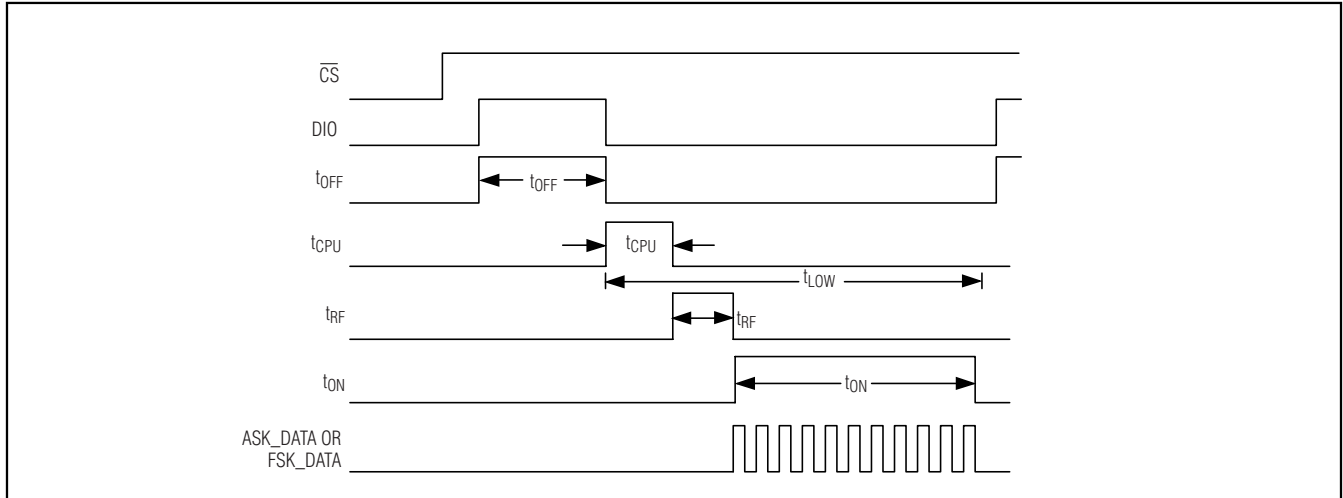 CS
DIO
tOFF
tOFF
tCPU
tCPU
tLOW
tRF
tRF
tON
tON
ASK_DATA OR
FSK_DATA